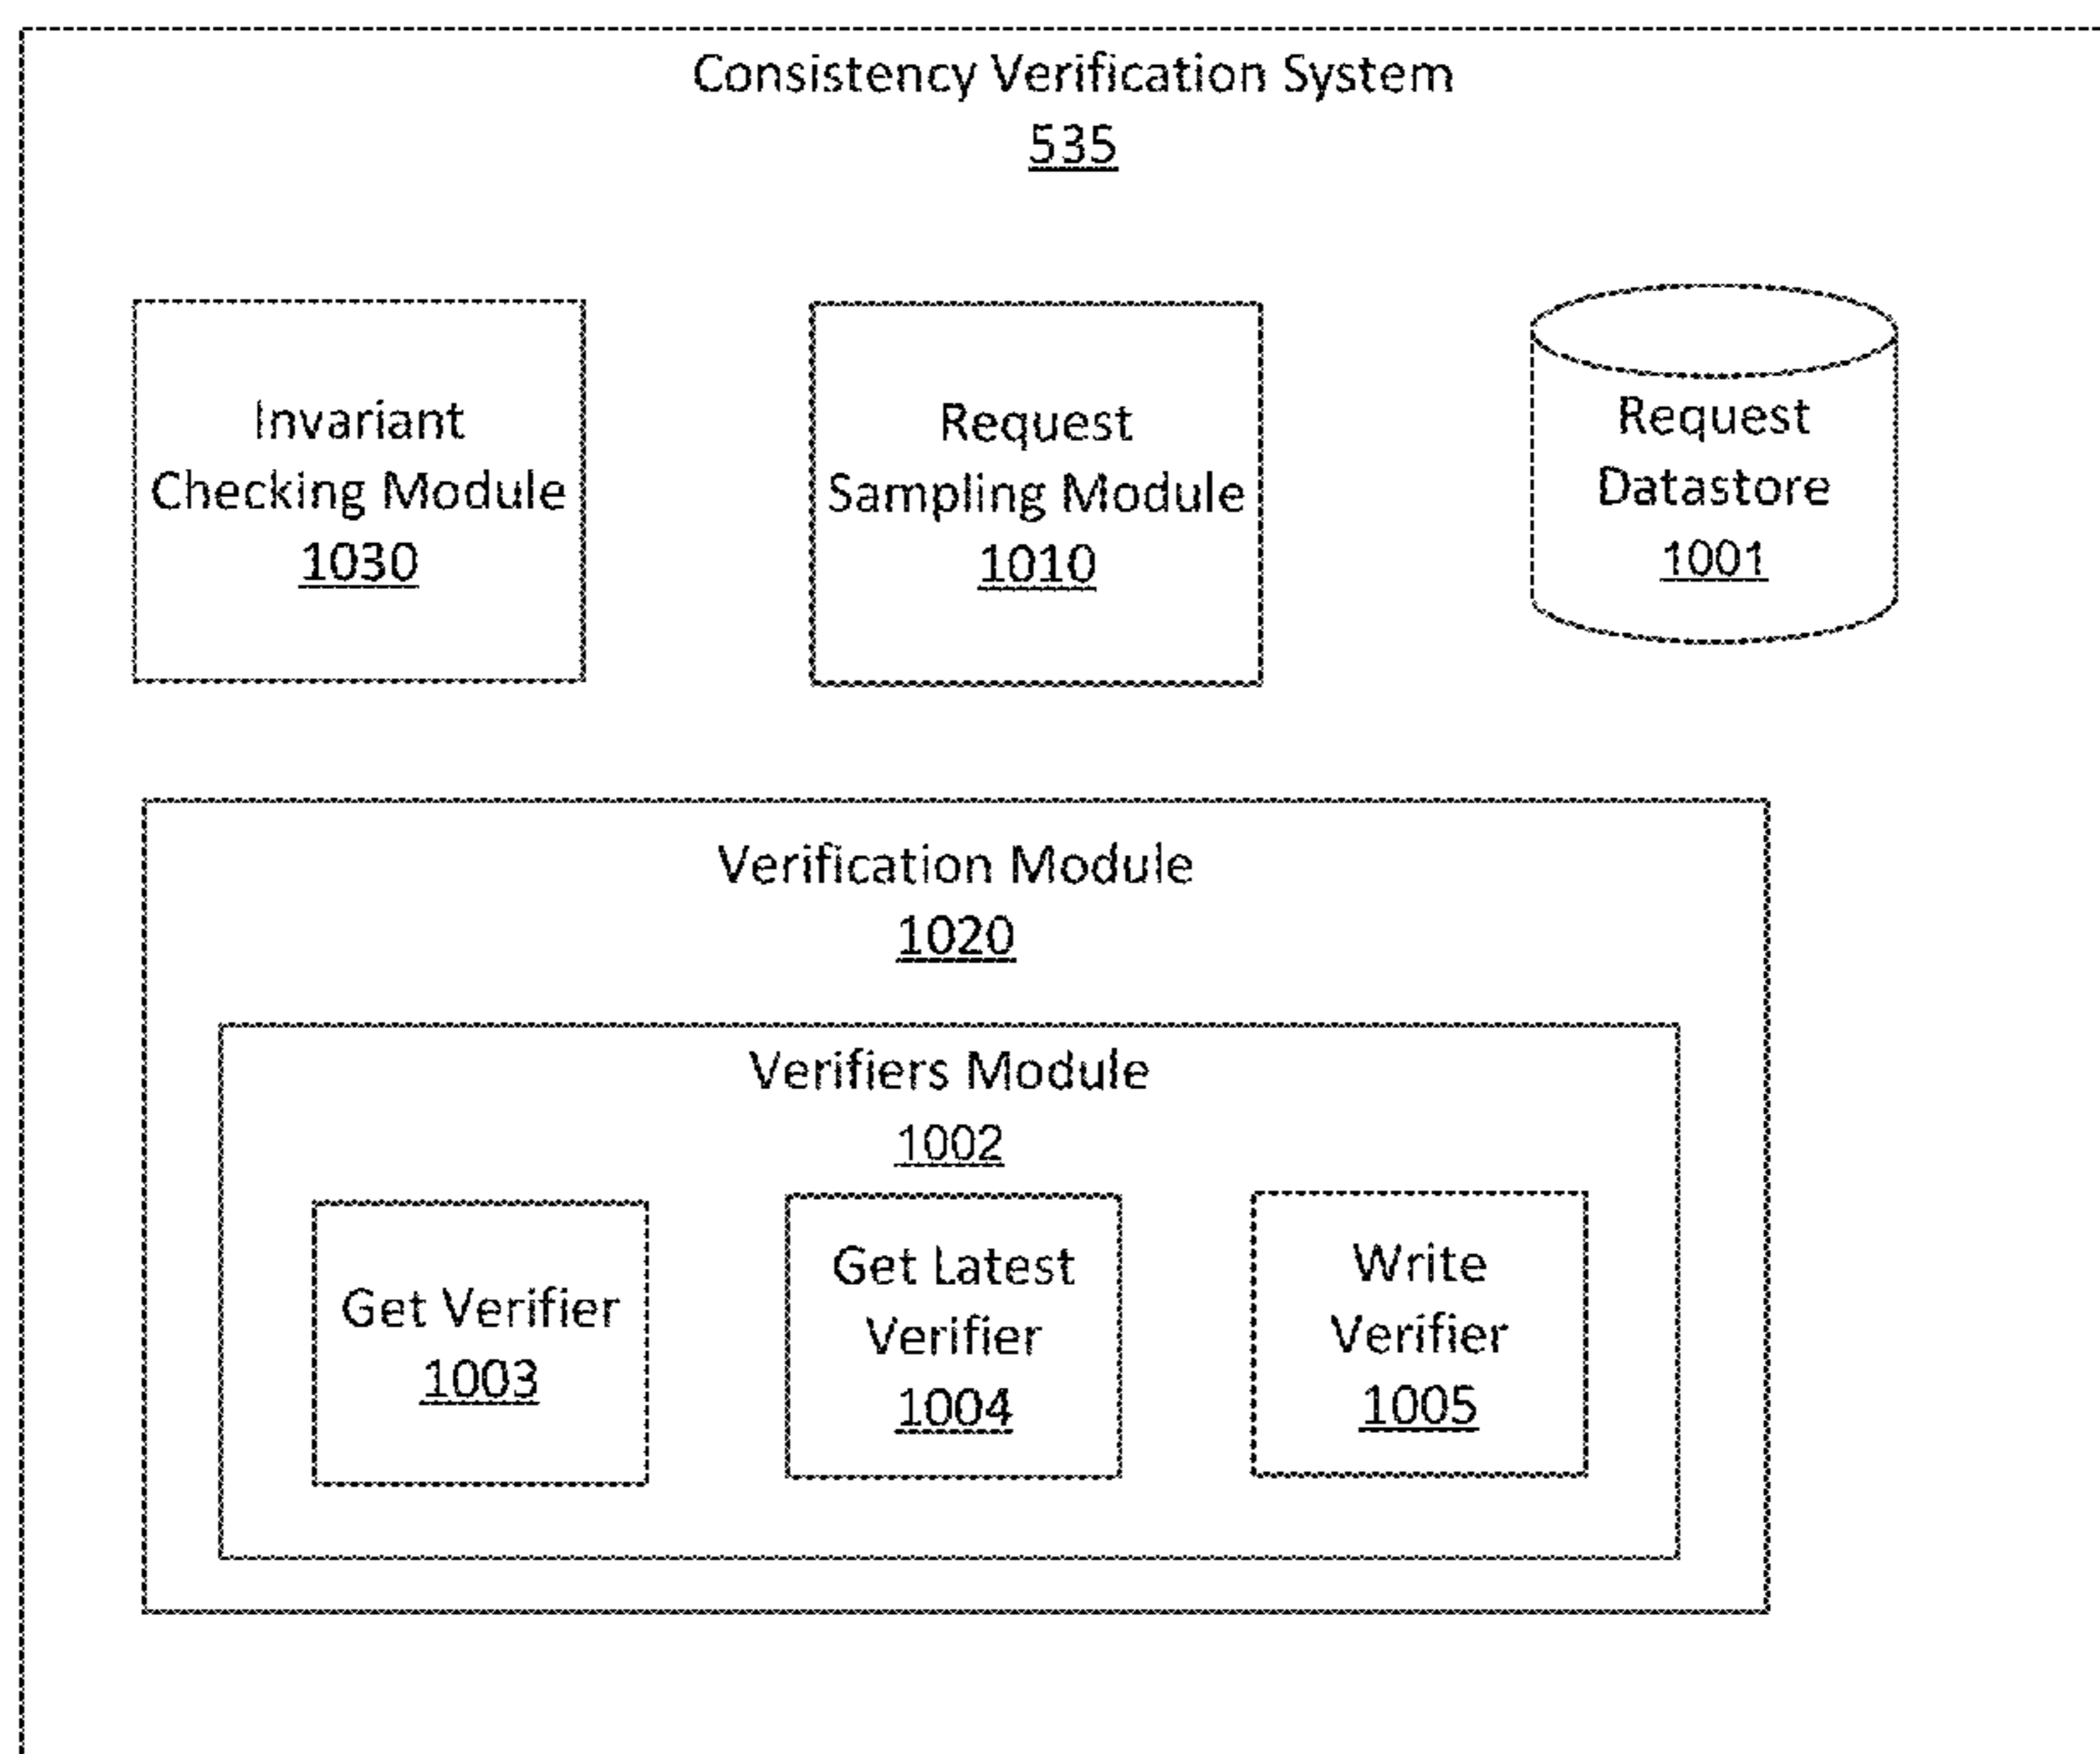 Consistency Verification System
535
Invariant
Checking Module
1030
Request
Sampling Module
1010
Request
Datastore
1001
Verification Module
1020
Verifiers Module
1002
Get Verifier
1003
Get Latest
Verifier
1004
Write
Verifier
1005